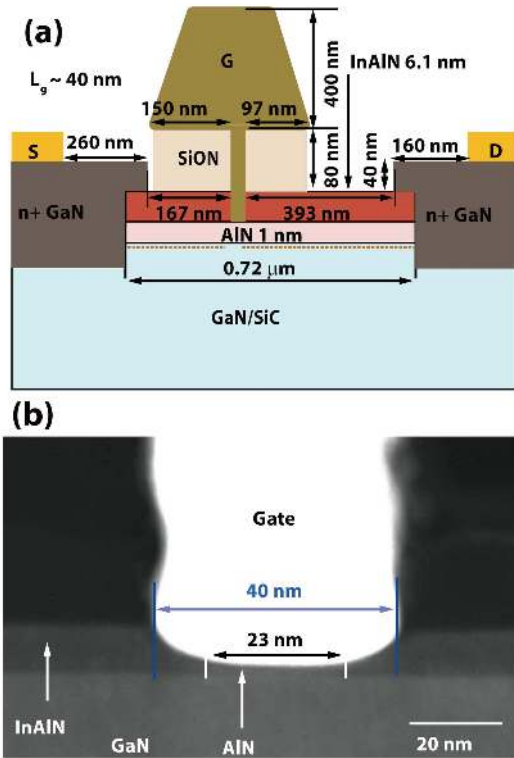 (a)
G
InAlN 6.1 nm
L_g ~ 40 nm
400 nm
150 nm
97 nm
S
260 nm
SiON
80 nm
40 nm
160 nm
D
n+ GaN
167 nm
393 nm
n+ GaN
AlN 1 nm
0.72 μm
GaN/SiC
(b)
Gate
40 nm
23 nm
InAlN
GaN
AlN
20 nm